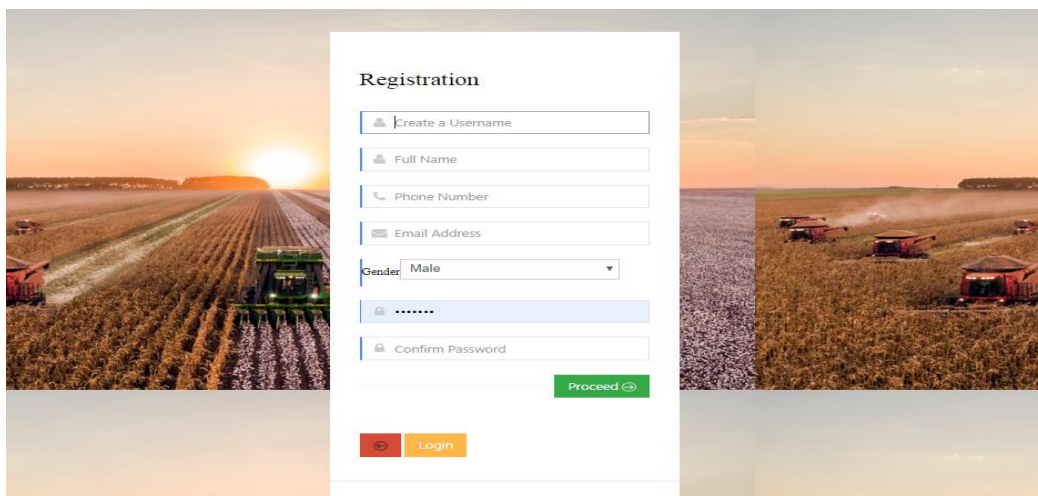 Registration
Create a Username
Full Name
Phone Number
Email Address
Gender Male
•••••••
Confirm Password
Proceed
Login